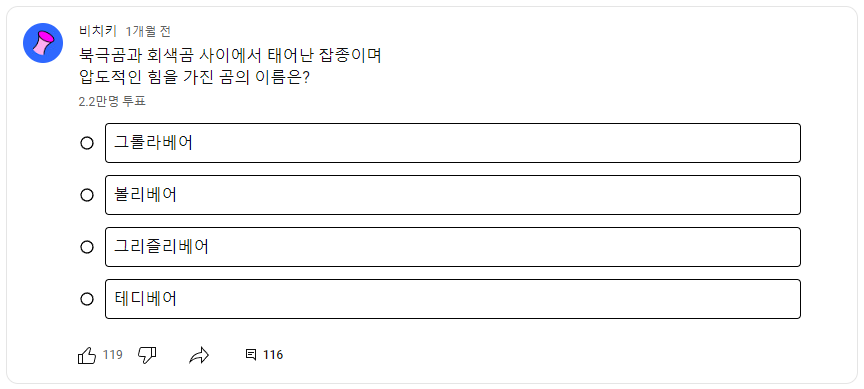 비치키 1개월 전
북극곰과 회색곰 사이에서 태어난 잡종이며
압도적인 힘을 가진 곰의 이름은?
2.2만명 투표
그롤라베어
볼리베어
그리즐리베어
테디베어
119 116